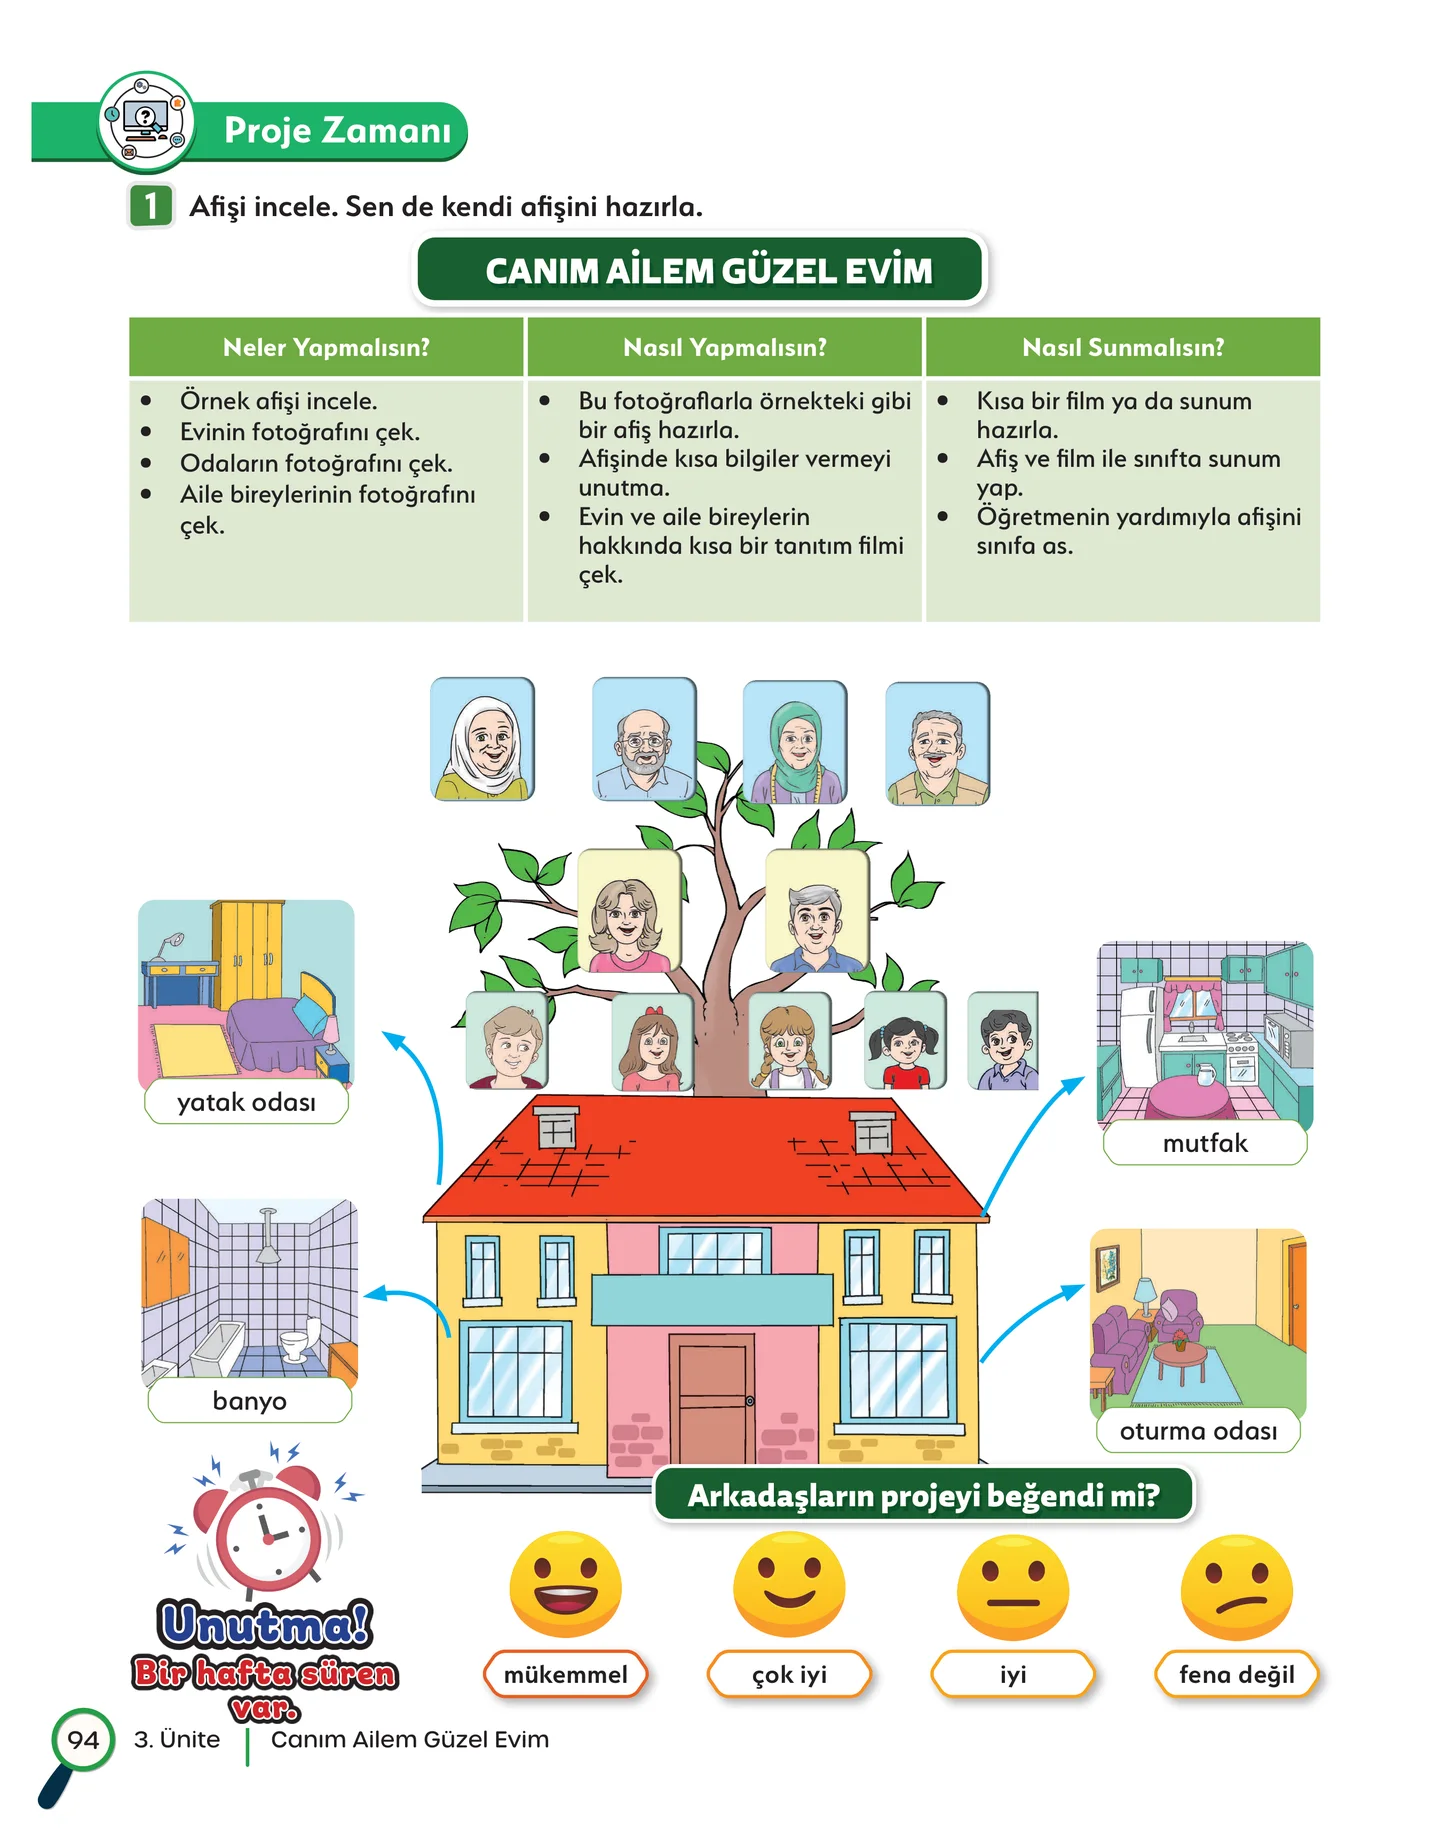 Proje Zamanı
1 Afişi incele. Sen de kendi afişini hazırla.
CANIM AİLEM GÜZEL EVİM
Neler Yapmalısın?
• Örnek afişi incele.
• Evinin fotoğrafını çek.
• Odaların fotoğrafını çek.
• Aile bireylerinin fotoğrafını
çek.
Nasıl Yapmalısın?
• Bu fotoğraflarla örnekteki gibi
bir afiş hazırla.
• Afişinde kısa bilgiler vermeyi
unutma.
• Evin ve aile bireylerin
hakkında kısa bir tanıtım filmi
çek.
Nasıl Sunmalısın?
• Kısa bir film ya da sunum
hazırla.
• Afiş ve film ile sınıfta sunum
yap.
• Öğretmenin yardımıyla afişini
sınıfa as.
yatak odası
mutfak
banyo
oturma odası
Unutma!
Bir hafta süren
var.
Arkadaşların projeyi beğendi mi?
mükemmel
çok iyi
iyi
fena değil
94 3. Ünite | Canım Ailem Güzel Evim